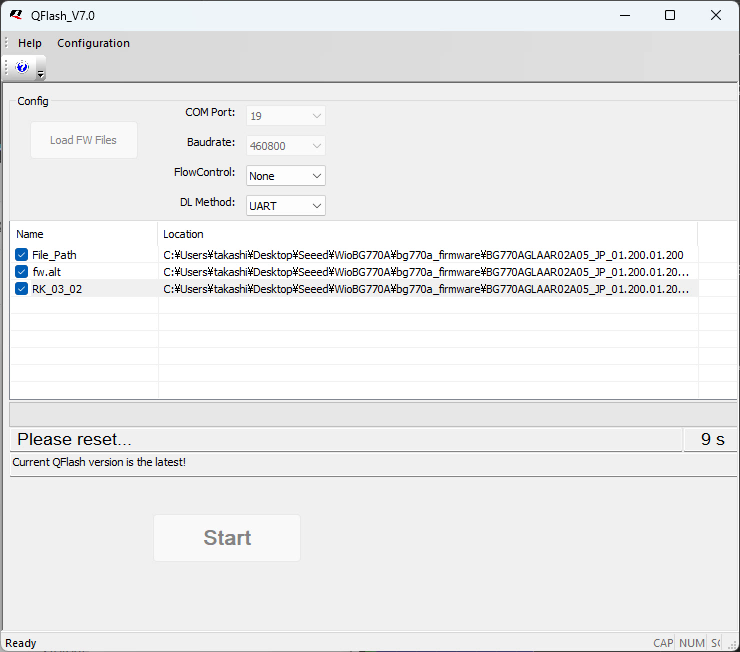 QFlash_V7.0
Help Configuration
Config
COM Port: 19
Load FW Files
Baudrate: 460800
FlowControl: None
DL Method: UART
Name Location
File_Path C:¥Users¥takashi¥Desktop¥Seeed¥WioBG770A¥bg770a_firmware¥BG770AGLAAR02A05_JP_01.200.01.200
fw.alt C:¥Users¥takashi¥Desktop¥Seeed¥WioBG770A¥bg770a_firmware¥BG770AGLAAR02A05_JP_01.200.01.20...
RK_03_02 C:¥Users¥takashi¥Desktop¥Seeed¥WioBG770A¥bg770a_firmware¥BG770AGLAAR02A05_JP_01.200.01.20...
Please reset... 9 s
Current QFlash version is the latest!
Start
Ready CAP NUM